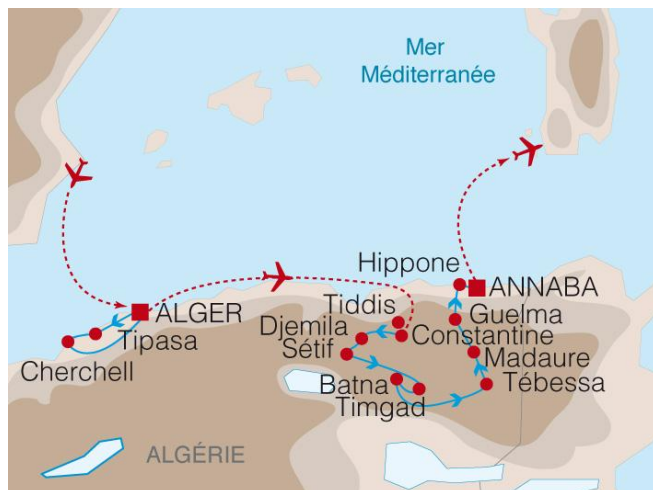 Mer
Méditerranée
Hippone
ANNABA
ALGER
Tiddis
Guelma
Djemila
Constantine
Tipasa
Sétif
Madaure
Cherchell
Batna
Tébessa
Timgad
ALGÉRIE